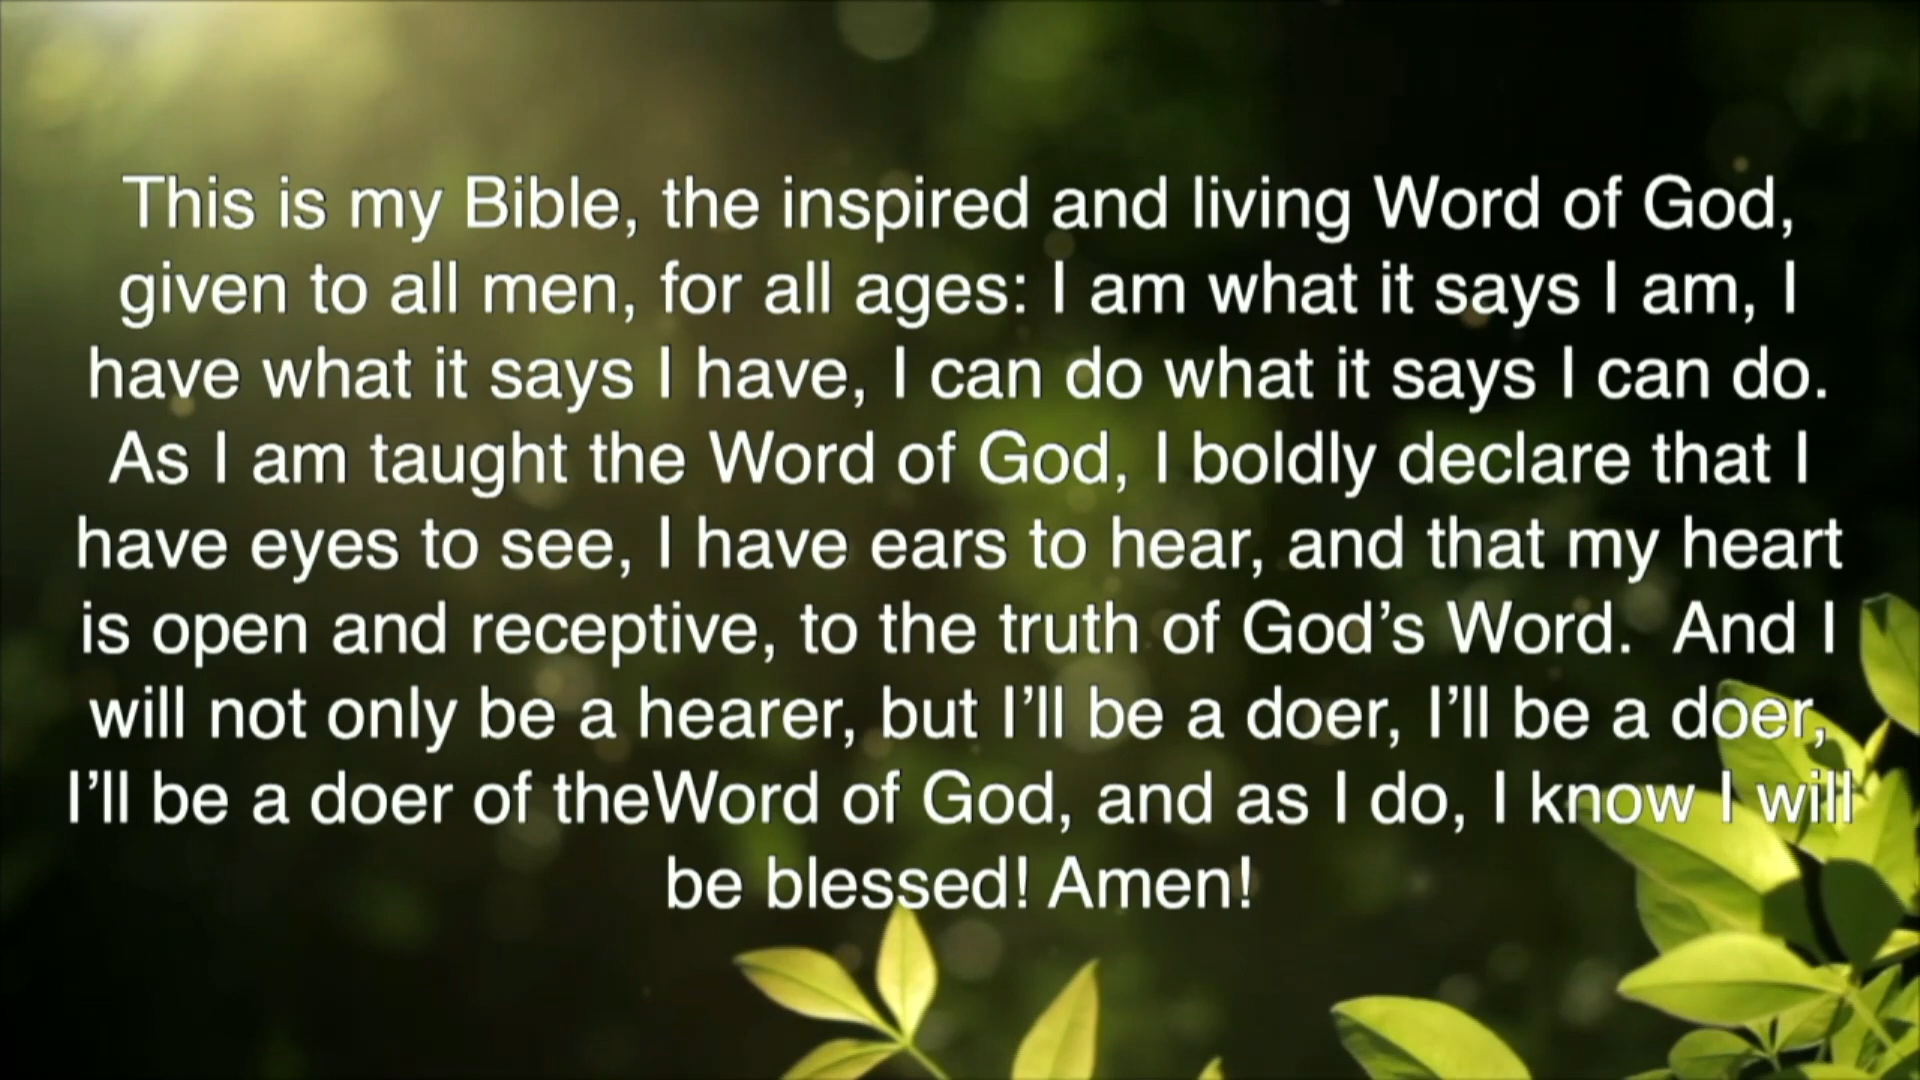 This is my Bible, the inspired and living Word of God,
given to all men, for all ages: I am what it says I am, I
have what it says I have, I can do what it says I can do.
As I am taught the Word of God, I boldly declare that I
have eyes to see, I have ears to hear, and that my heart
is open and receptive, to the truth of God’s Word.  And I
will not only be a hearer, but I’ll be a doer, I’ll be a doer,
I’ll be a doer of theWord of God, and as I do, I know I will
be blessed! Amen!